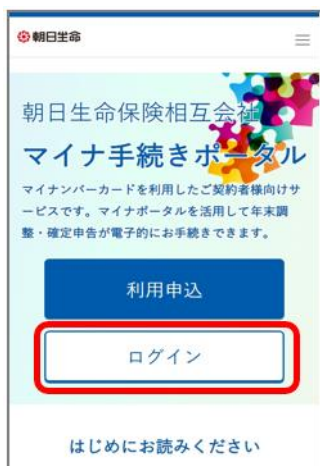 朝日生命
朝日生命保険相互会社
マイナ手続きポータル
マイナンバーカードを利用したご契約者様向けサ
ービスです。マイナポータルを活用して年末調
整・確定申告が電子的にお手続きできます。
利用申込
ログイン
はじめにお読みください